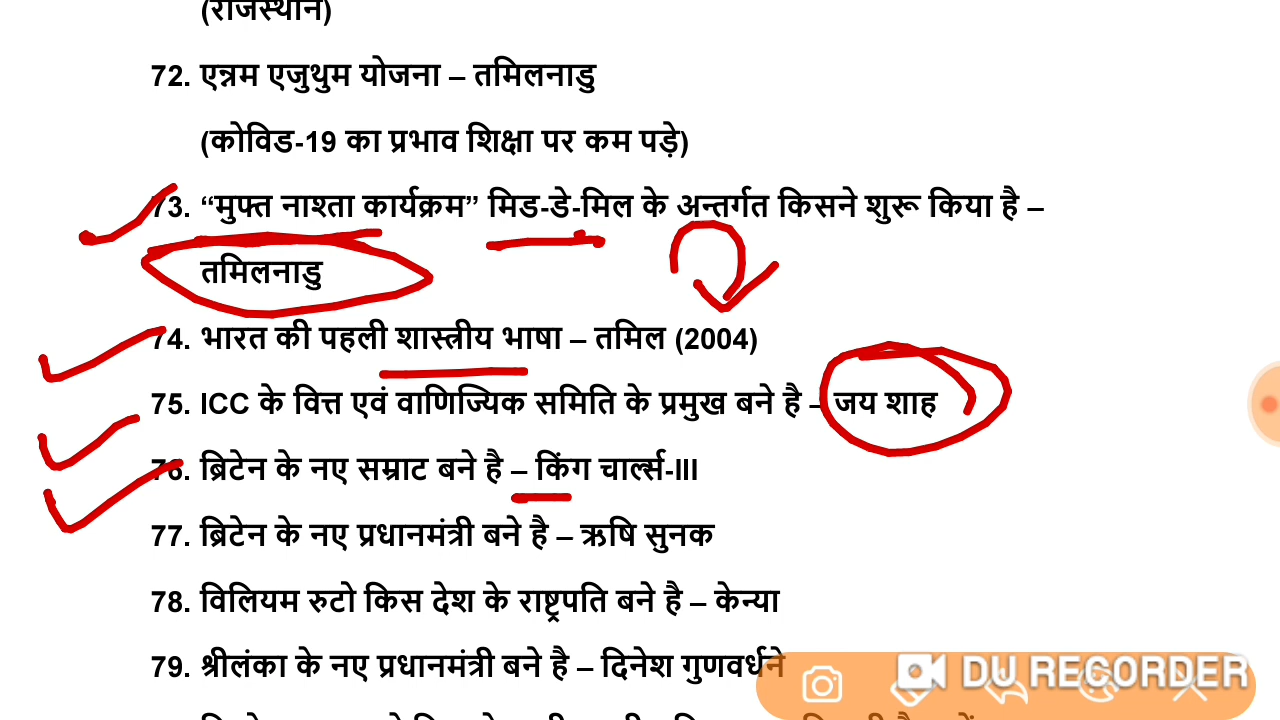 (राजस्थान)
72. एन्नम एजुथुम योजना – तमिलनाडु
(कोविड-19 का प्रभाव शिक्षा पर कम पड़े)
73. “मुफ्त नाश्ता कार्यक्रम” मिड-डे-मिल के अन्तर्गत किसने शुरू किया है –
तमिलनाडु
74. भारत की पहली शास्त्रीय भाषा – तमिल (2004)
75. ICC के वित्त एवं वाणिज्यिक समिति के प्रमुख बने है – जय शाह
76. ब्रिटेन के नए सम्राट बने है – किंग चार्ल्स-III
77. ब्रिटेन के नए प्रधानमंत्री बने है – ऋषि सुनक
78. विलियम रुटो किस देश के राष्ट्रपति बने है – केन्या
79. श्रीलंका के नए प्रधानमंत्री बने है – दिनेश गुणवर्धने
DU RECORDER